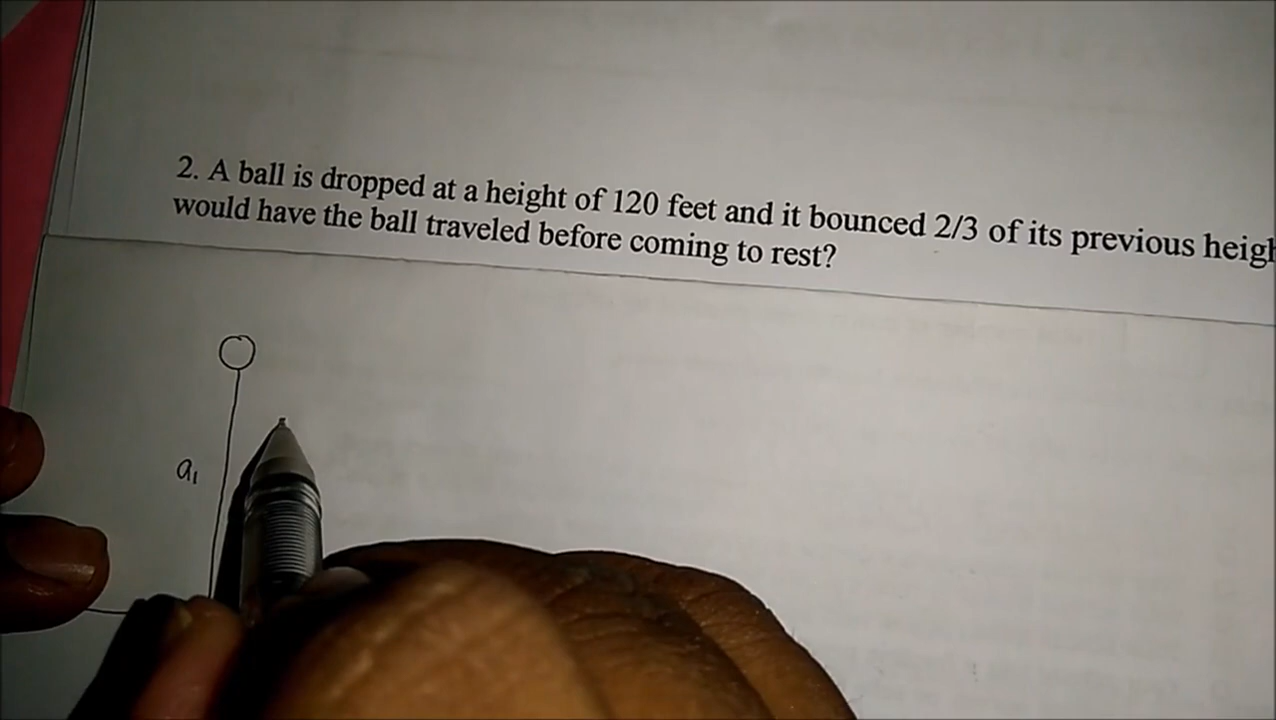 2. A ball is dropped at a height of 120 feet and it bounced 2/3 of its previous
would have the ball traveled before coming to rest?
a₁